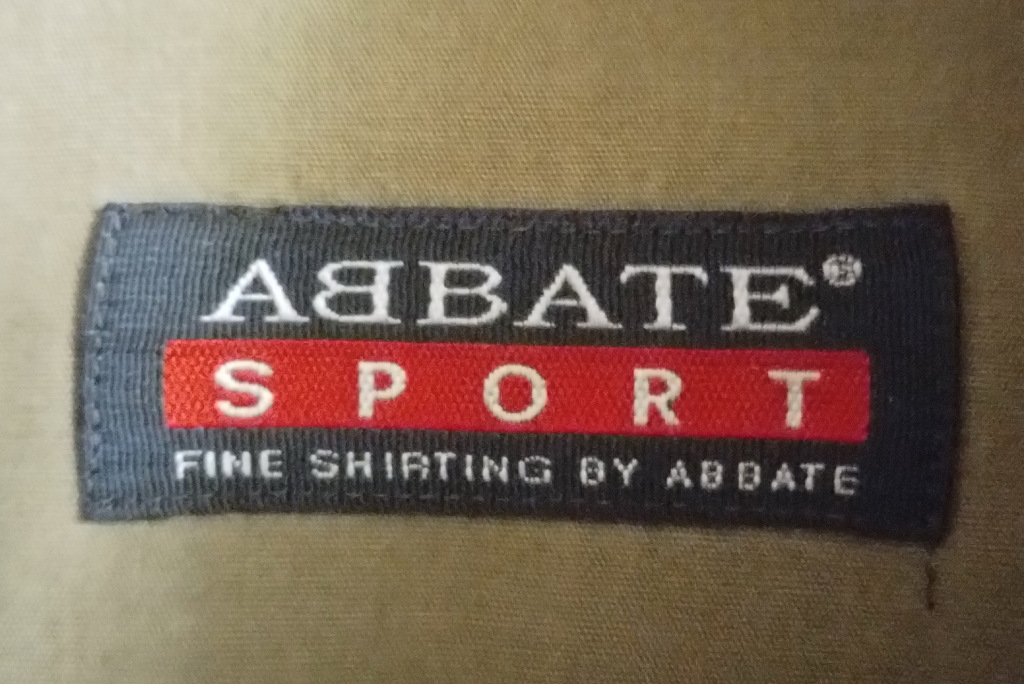 ABBATE®
SPORT
FINE SHIRTING BY ABBATE